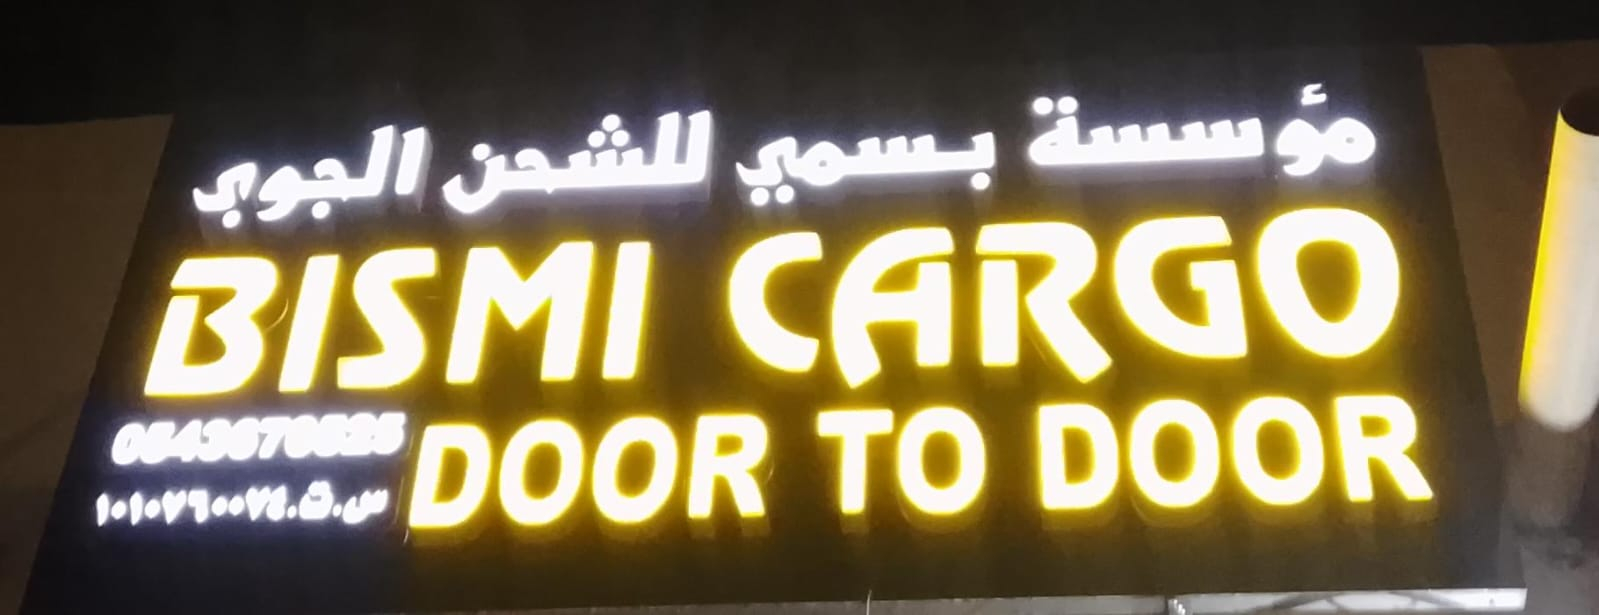 مؤسسة بسمي للشحن الجوي
BISMI CARGO
0543670525 DOOR TO DOOR
س.ت.١٠١٠٧٦٠٠٧٤